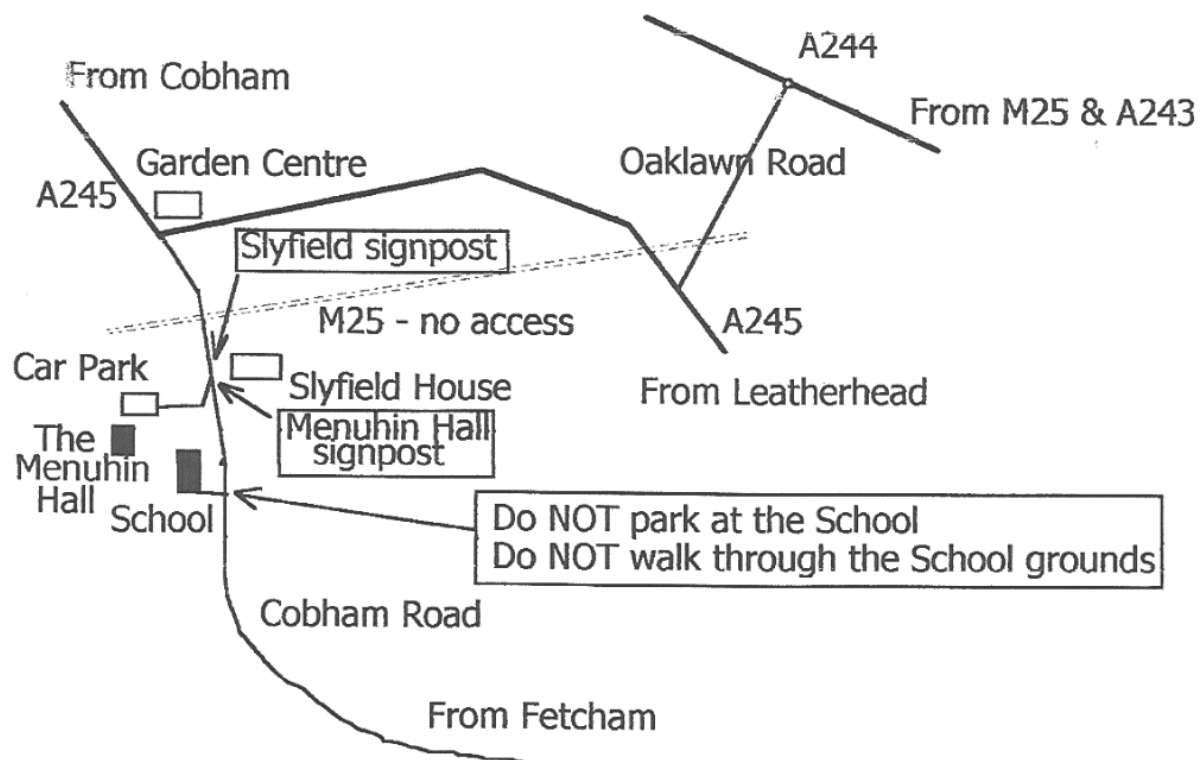 A244
From Cobham
From M25 & A243
Garden Centre
Oaklawn Road
A245
Slyfield signpost
M25 - no access
A245
Car Park
Slyfield House
From Leatherhead
Menuhin Hall
signpost
The
Menuhin
Hall
School
Do NOT park at the School
Do NOT walk through the School grounds
Cobham Road
From Fetcham